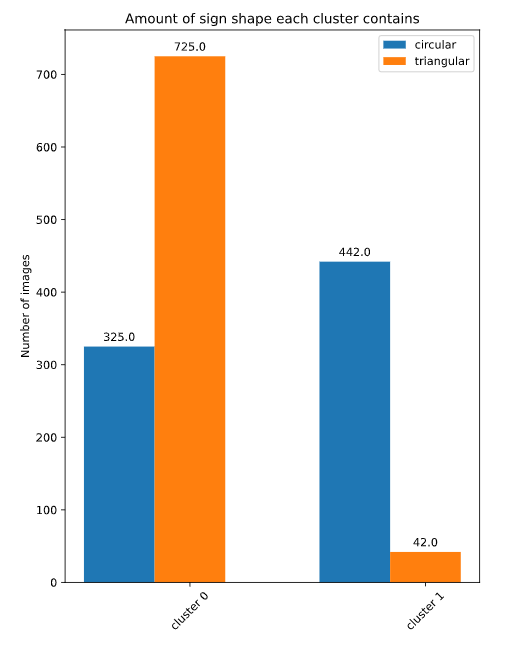 Amount of sign shape each cluster contains
circular
triangular
725.0
325.0
442.0
42.0
700
600
500
400
300
200
100
0
Number of images
cluster 0
cluster 1